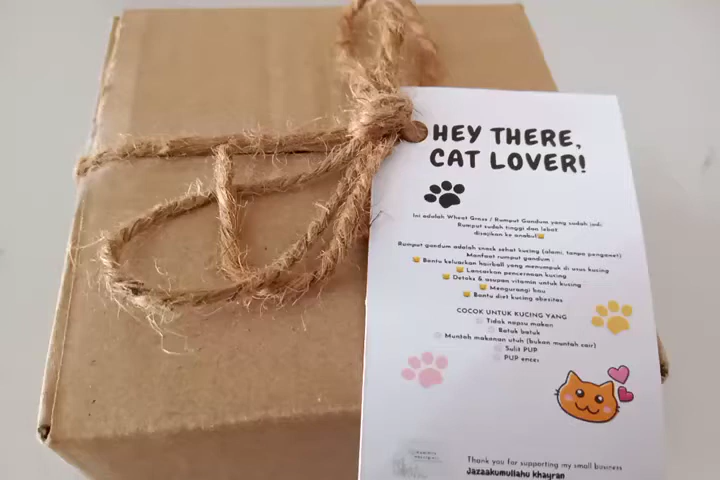 HEY THERE,
CAT LOVER!
Ini adalah Wheat Grass / Rumput Gandum yang sudah jadi
Rumput sudah tinggi dan lebat
disajikan ke anabul
Rumput gandum adalah snack sehat kucing (alami, tanpa pengawet)
Manfaat rumput gandum :
Bantu keluarkan hairball yang menumpuk di usus kucing
Lancarkan pencernaan kucing
Detoks & asupan vitamin untuk kucing
Mengurangi bau
Bantu diet kucing obesitas
COCOK UNTUK KUCING YANG
Tidak napsu makan
Batuk batuk
Muntah makanan utuh (bukan muntah cair)
Sulit PUP
PUP encer
Thank you for supporting my small business
Jazaakumullahu khayran